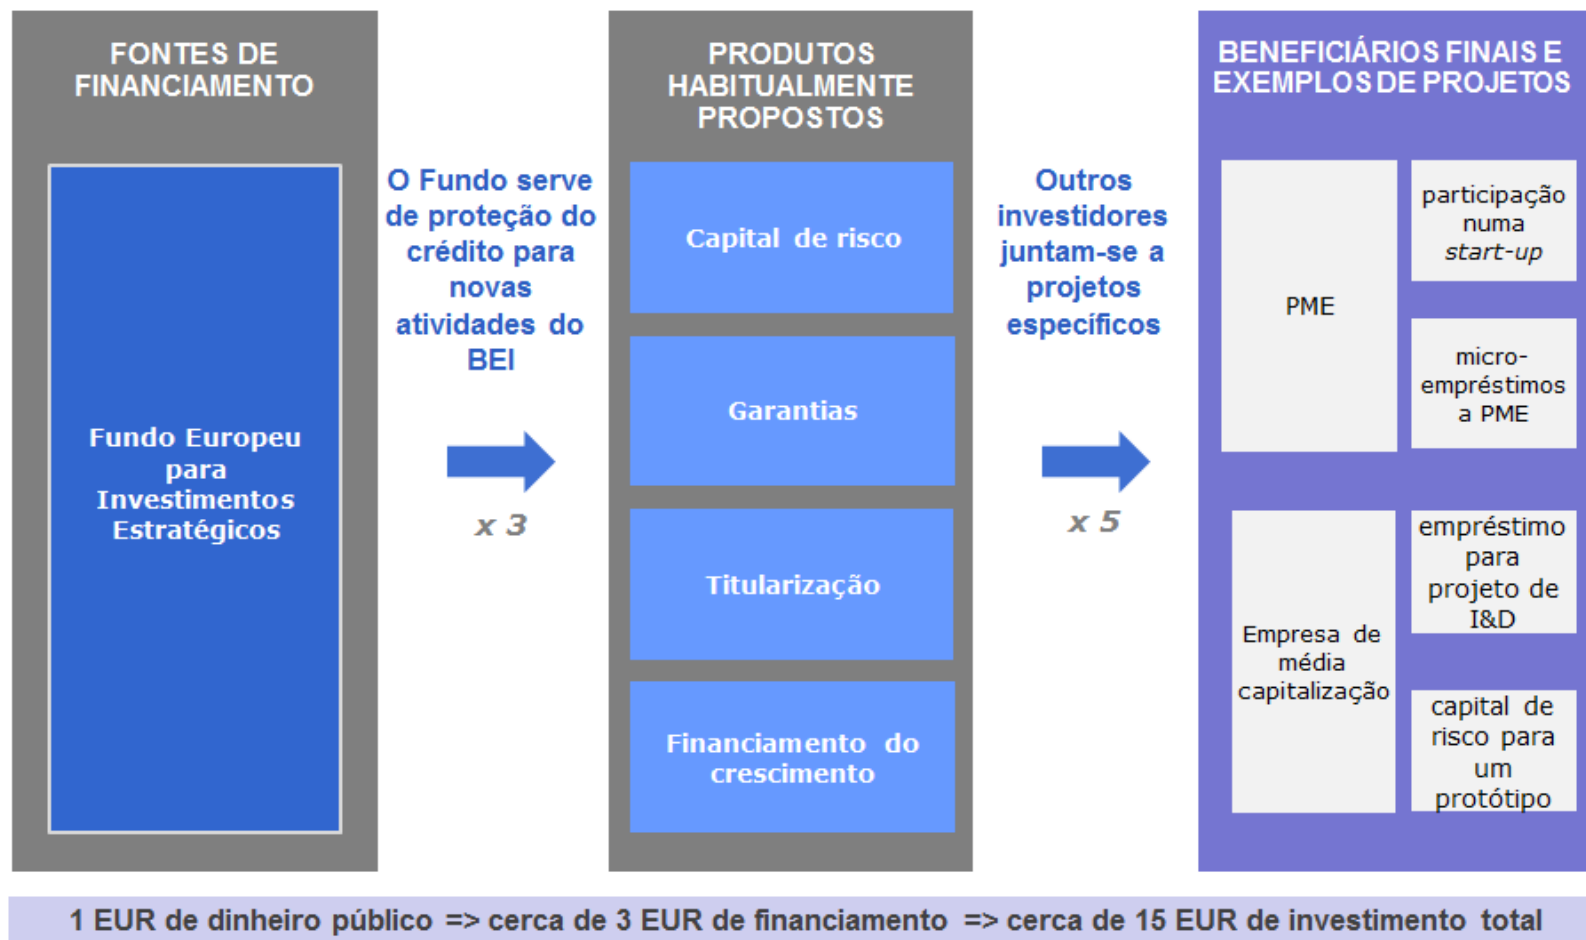 FONTES DE
FINANCIAMENTO
Fundo Europeu
para
Investimentos
Estratégicos
O Fundo serve
de proteção do
crédito para
novas
atividades do
BEI
x 3
PRODUTOS
HABITUALMENTE
PROPOSTOS
Capital de risco
Garantias
Titularização
Financiamento do
crescimento
Outros
investidores
juntam-se a
projetos
específicos
x 5
BENEFICIÁRIOS FINAIS E
EXEMPLOS DE PROJETOS
PME
participação
numa
start-up
micro-
empréstimos
a PME
Empresa de
média
capitalização
empréstimo
para
projeto de
I&D
capital de
risco para
um
protótipo
1 EUR de dinheiro público => cerca de 3 EUR de financiamento => cerca de 15 EUR de investimento total